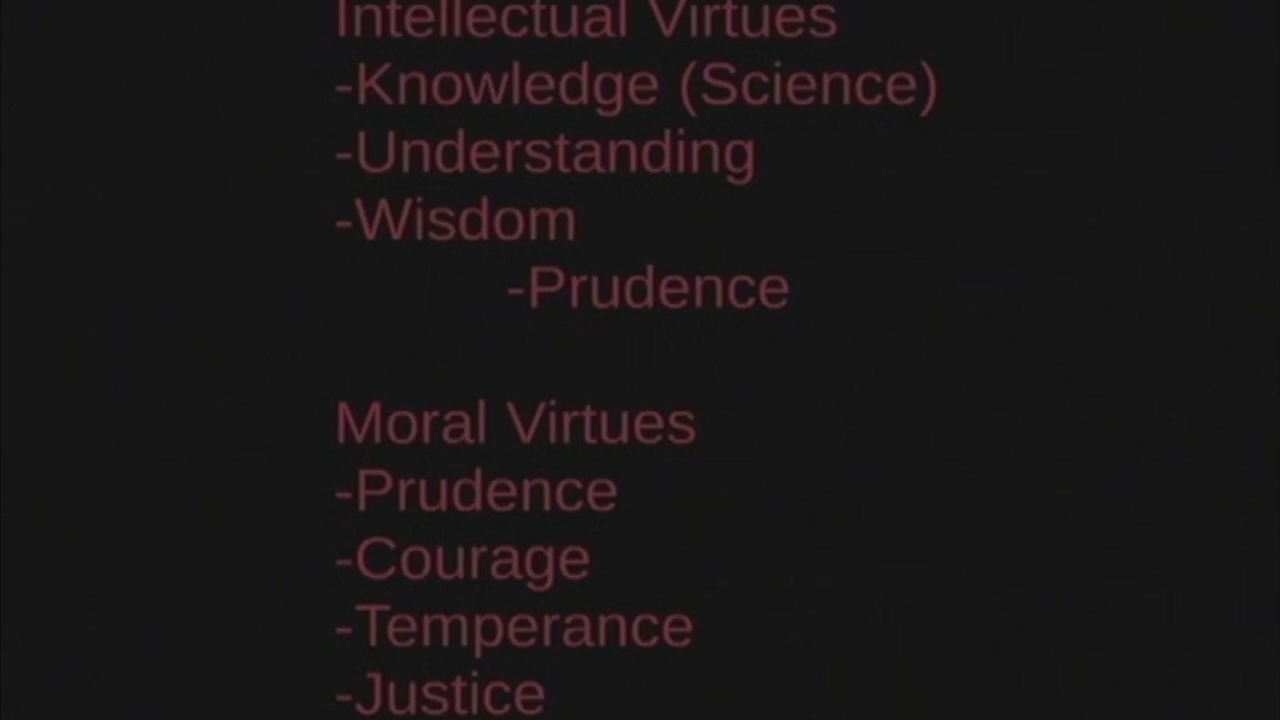 Intellectual Virtues
-Knowledge (Science)
-Understanding
-Wisdom
-Prudence
Moral Virtues
-Prudence
-Courage
-Temperance
-Justice